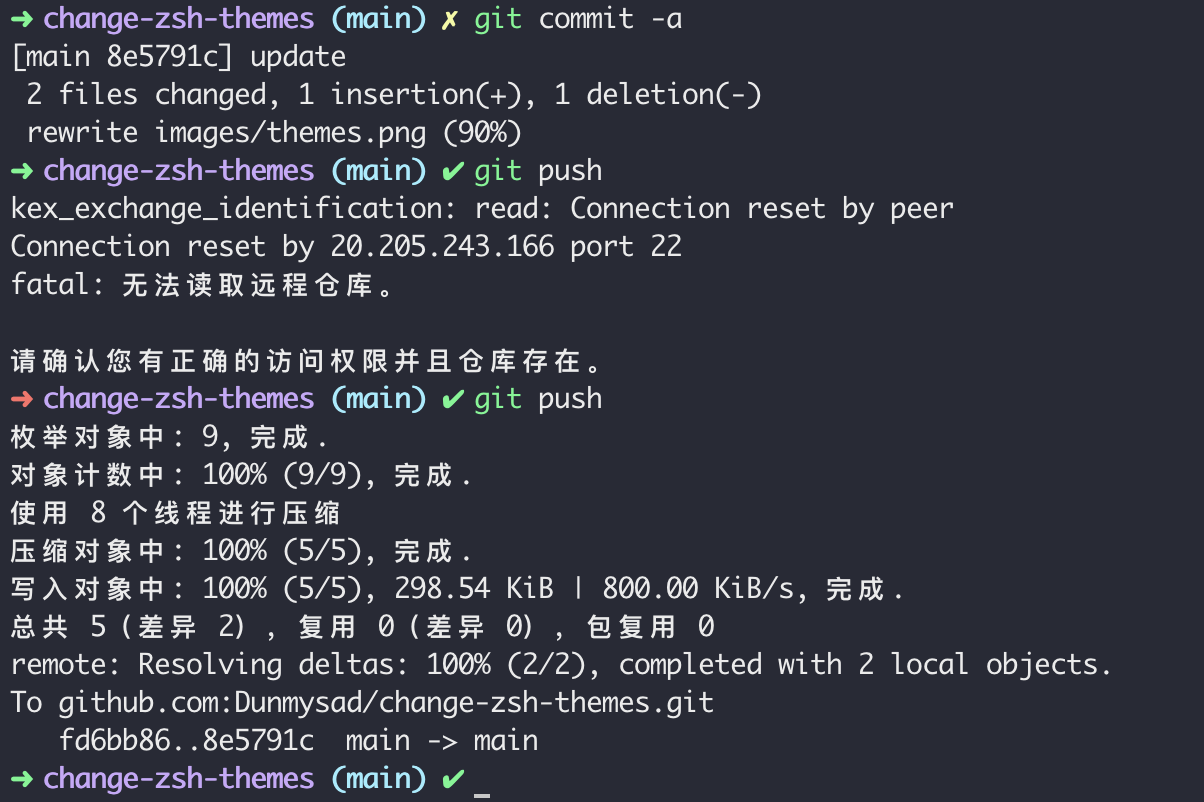 ➜ change-zsh-themes (main) ✗ git commit -a
[main 8e5791c] update
 2 files changed, 1 insertion(+), 1 deletion(-)
 rewrite images/themes.png (90%)
➜ change-zsh-themes (main) ✔ git push
kex_exchange_identification: read: Connection reset by peer
Connection reset by 20.205.243.166 port 22
fatal: 无法读取远程仓库。

请确认您有正确的访问权限并且仓库存在。
➜ change-zsh-themes (main) ✔ git push
枚举对象中: 9, 完成.
对象计数中: 100% (9/9), 完成.
使用 8 个线程进行压缩
压缩对象中: 100% (5/5), 完成.
写入对象中: 100% (5/5), 298.54 KiB | 800.00 KiB/s, 完成.
总共 5（差异 2），复用 0（差异 0），包复用 0
remote: Resolving deltas: 100% (2/2), completed with 2 local objects.
To github.com:Dunmysad/change-zsh-themes.git
   fd6bb86..8e5791c  main -> main
➜ change-zsh-themes (main) ✔ _